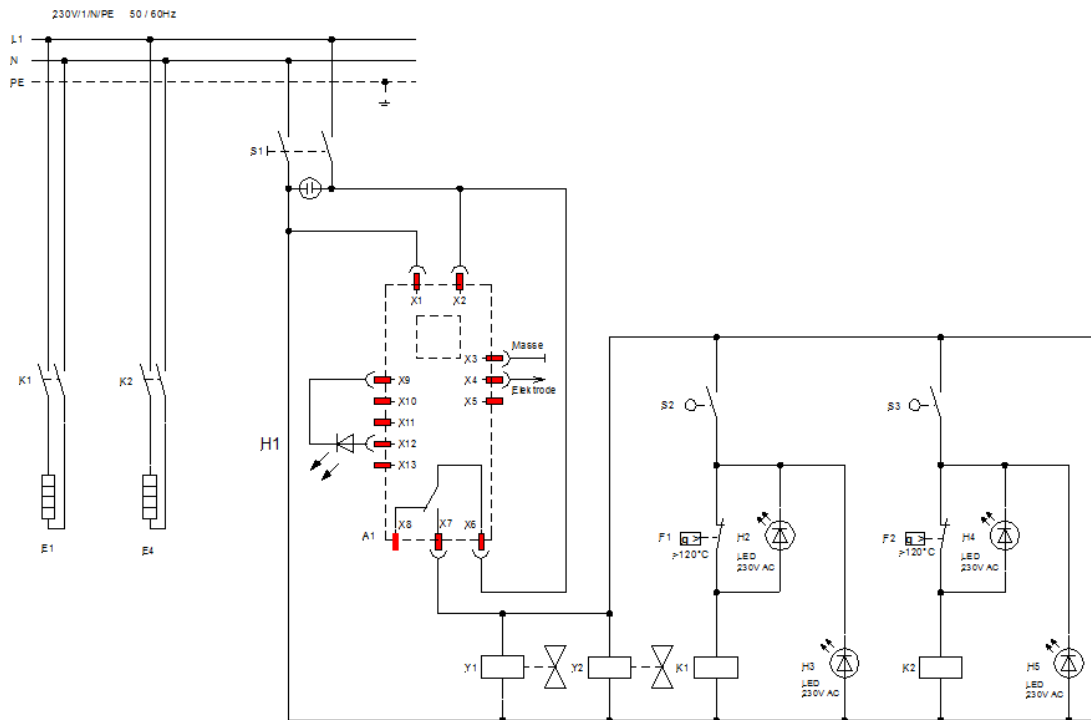 230V/1/N/PE 50 / 60Hz
L1
N
PE
S1
X1 X2
Masse
X3
K1 K2 X9 X4
Elektrode
X10 X5
S2 S3
X11
H1 X12
X13
X8 X7 X6
A1
E1 E4
F1 >120°C
H2
LED
230V AC
F2 >120°C
H4
LED
230V AC
Y1 Y2 K1
H3
LED
230V AC
K2
H5
LED
230V AC